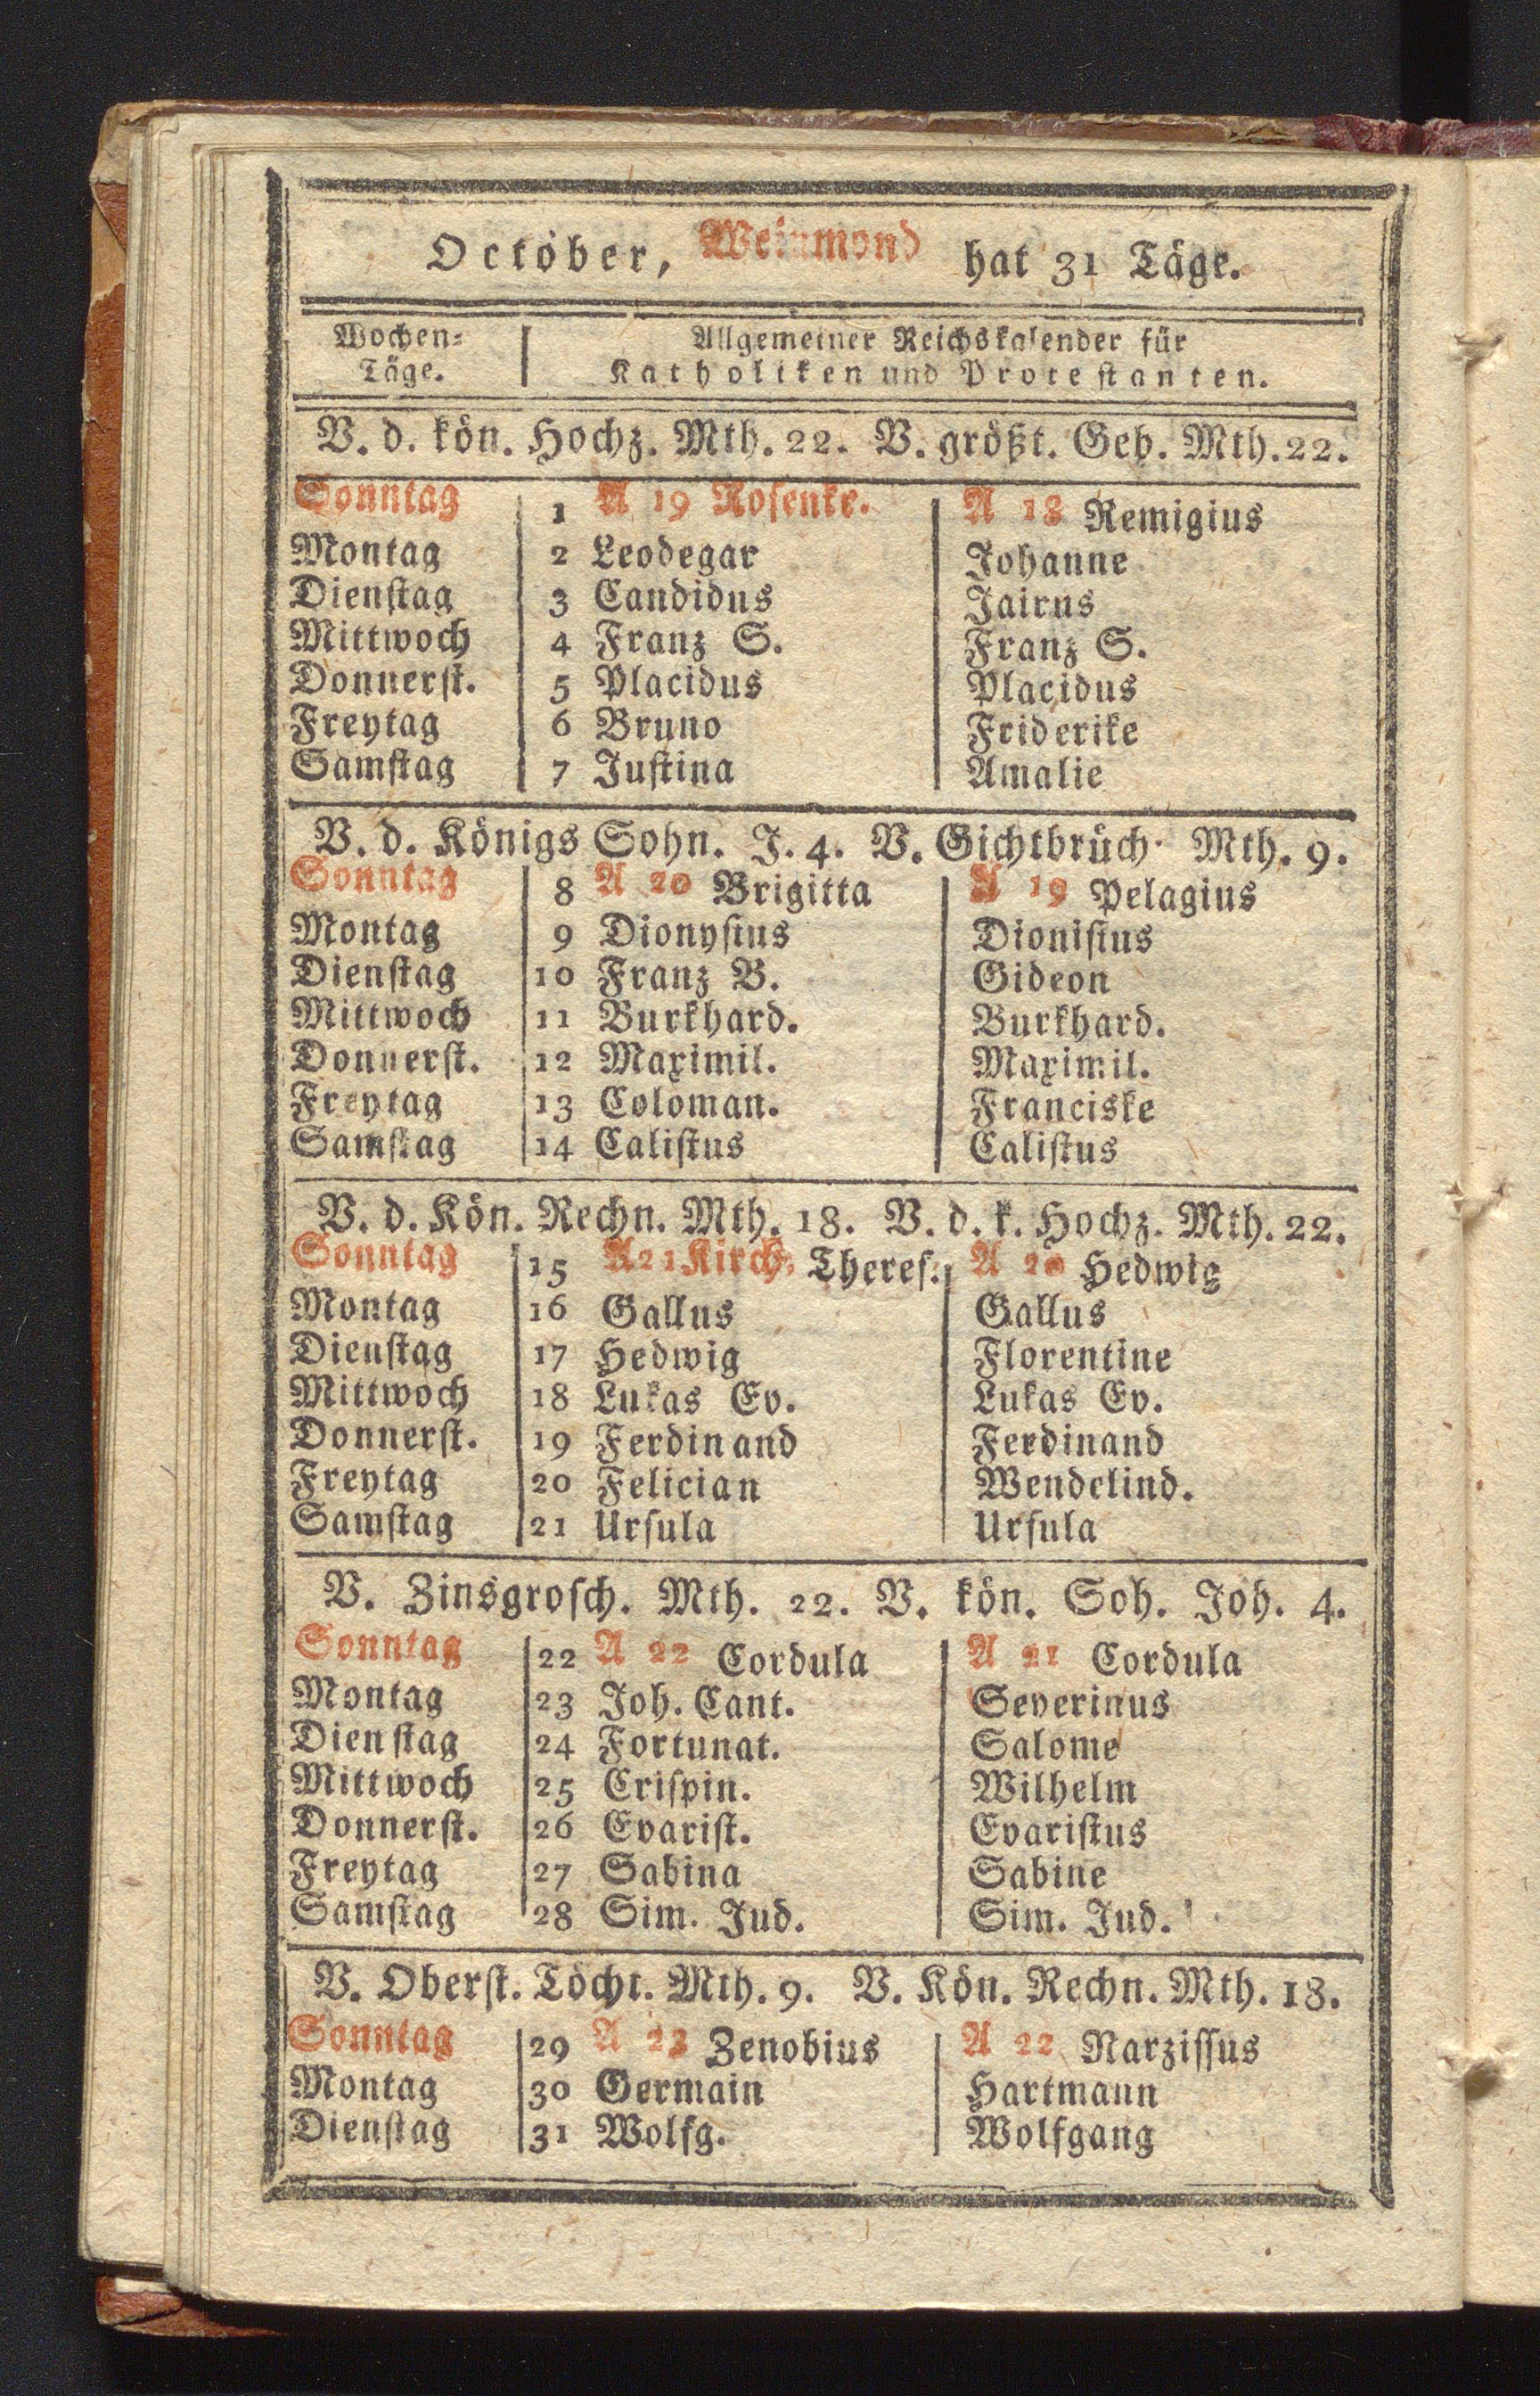 October, Weinmond hat 31 Täge.
Wochen- Allgemeiner Reichskalender für
Täge. Katholiken und Protestanten.
V. d. kön. Hochz. Mth. 22. V. größt. Geb. Mth. 22.
Sonntag 1 A 19 Rosenkr. A 18 Remigius
Montag 2 Leodegar Johanne
Dienstag 3 Candidus Jairus
Mittwoch 4 Franz S. Franz S.
Donnerst. 5 Placidus Placidus
Freytag 6 Bruno Friderike
Samstag 7 Justina Amalie
V. d. Königs Sohn. J. 4. V. Gichtbrüch. Mth. 9.
Sonntag 8 A 20 Brigitta A 19 Pelagius
Montag 9 Dionysius Dionisius
Dienstag 10 Franz B. Gideon
Mittwoch 11 Burkhard. Burkhard.
Donnerst. 12 Maximil. Maximil.
Freytag 13 Coloman. Franciske
Samstag 14 Calistus Calistus
V. d. Kön. Rechn. Mth. 18. V. d. k. Hochz. Mth. 22.
Sonntag 15 A 21 Kirch. Theres. A 20 Hedwig
Montag 16 Gallus Gallus
Dienstag 17 Hedwig Florentine
Mittwoch 18 Lukas Ev. Lukas Ev.
Donnerst. 19 Ferdinand Ferdinand
Freytag 20 Felician Wendelind.
Samstag 21 Ursula Ursula
V. Zinsgrosch. Mth. 22. V. kön. Soh. Joh. 4.
Sonntag 22 A 22 Cordula A 21 Cordula
Montag 23 Joh. Cant. Severinus
Dienstag 24 Fortunat. Salome
Mittwoch 25 Crispin. Wilhelm
Donnerst. 26 Evarist. Evaristus
Freytag 27 Sabina Sabine
Samstag 28 Sim. Jud. Sim. Jud.
V. Oberst. Töcht. Mth. 9. V. Kön. Rechn. Mth. 18.
Sonntag 29 A 23 Zenobius A 22 Narzissus
Montag 30 Germain Hartmann
Dienstag 31 Wolfg. Wolfgang